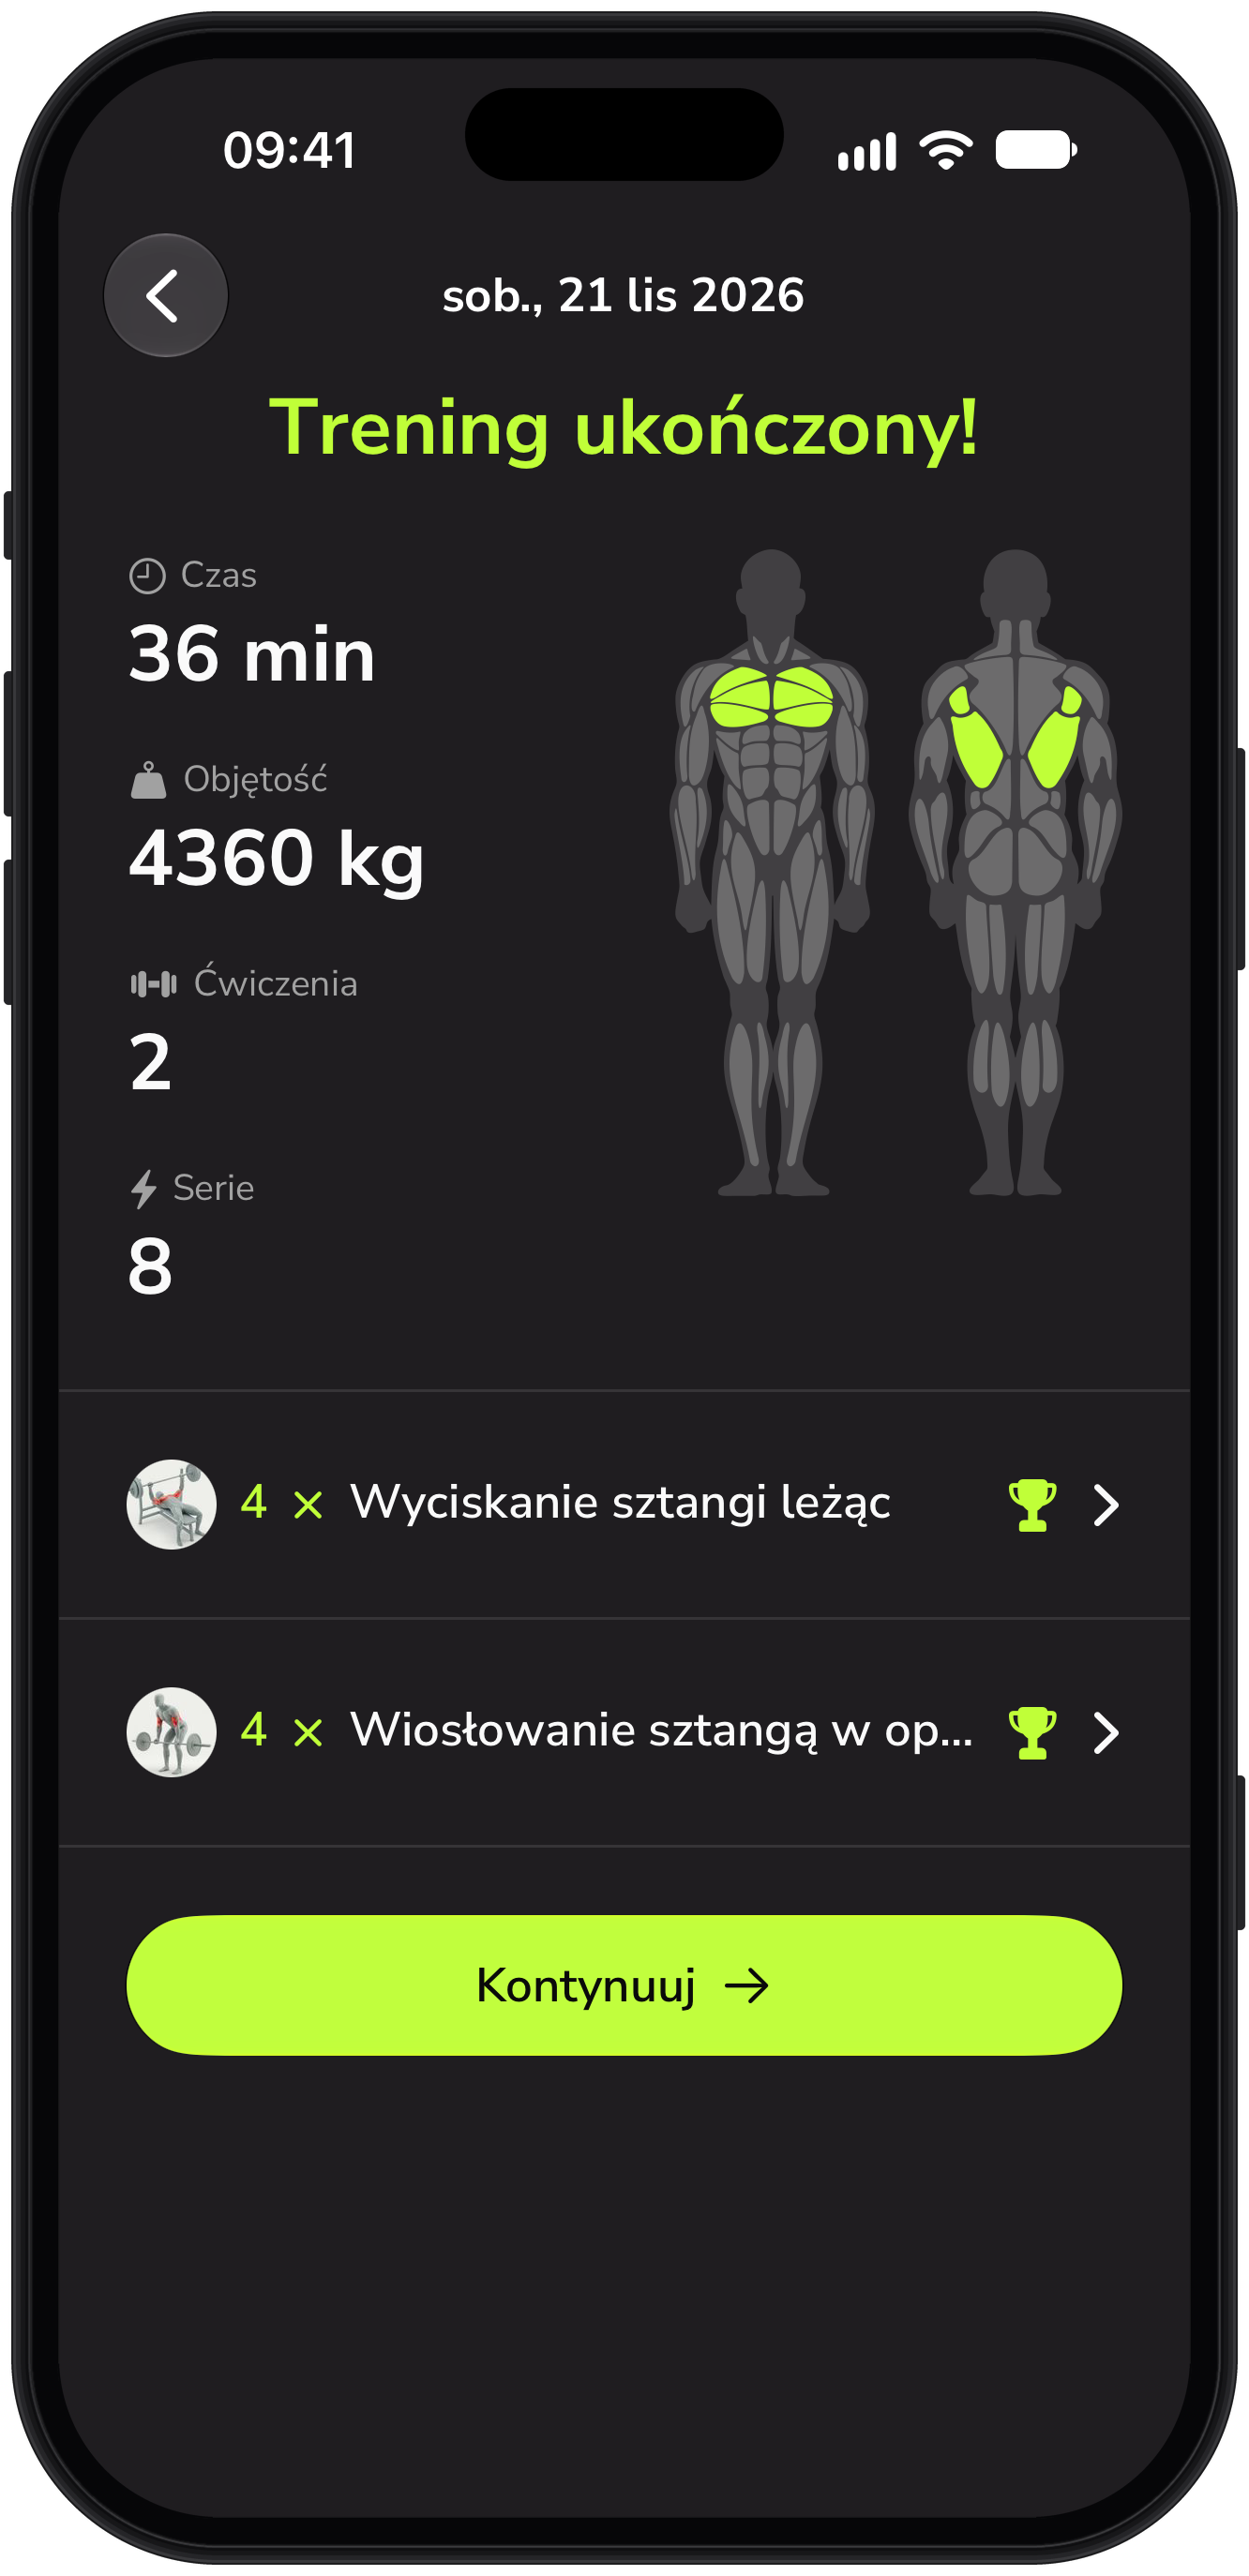 09:41
sob., 21 lis 2026
Trening ukończony!
Czas
36 min
Objętość
4360 kg
Ćwiczenia
2
Serie
8
4 × Wyciskanie sztangi leżąc
4 × Wiosłowanie sztangą w op...
Kontynuuj →